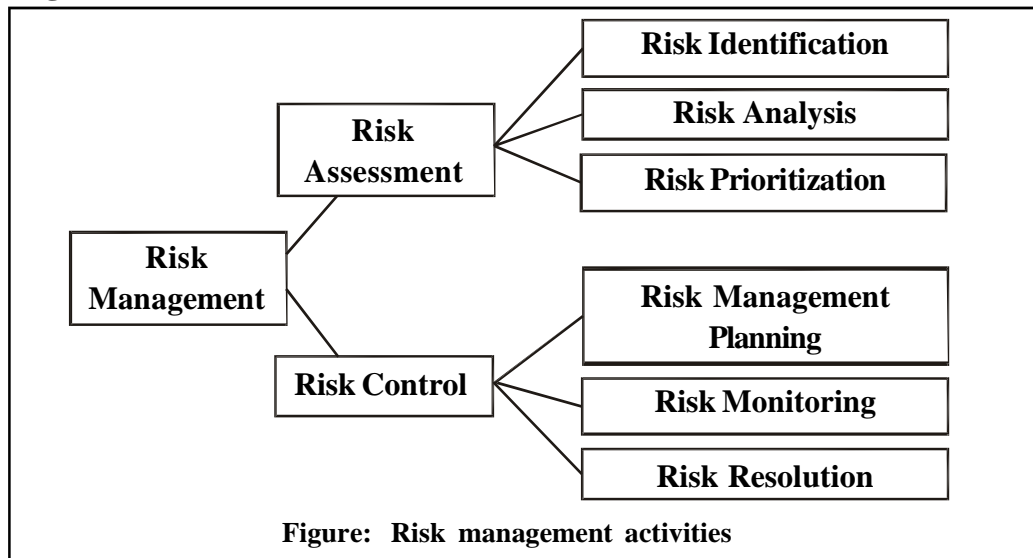 Risk Identification
Risk Analysis
Risk Prioritization
Risk
Assessment
Risk
Management
Risk Control
Risk Management
Planning
Risk Monitoring
Risk Resolution
Figure: Risk management activities